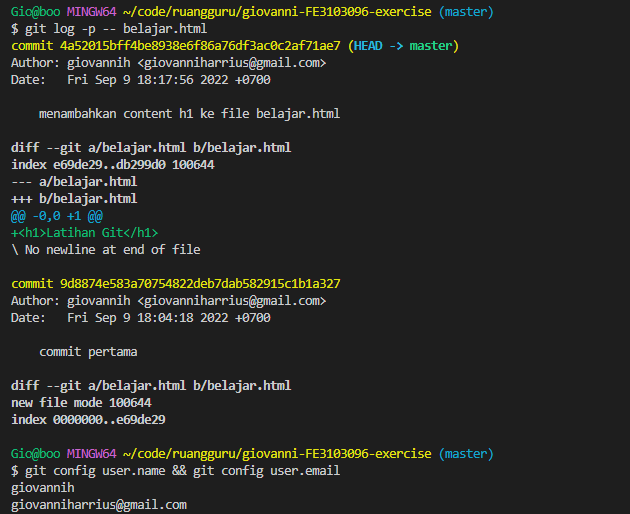 Gio@boo MINGW64 ~/code/ruangguru/giovanni-FE3103096-exercise (master)
$ git log -p -- belajar.html
commit 4a52015bff4be8938e6f86a76df3ac0c2af71ae7 (HEAD -> master)
Author: giovannih <giovanniharrius@gmail.com>
Date:   Fri Sep 9 18:17:56 2022 +0700

    menambahkan content h1 ke file belajar.html

diff --git a/belajar.html b/belajar.html
index e69de29..db299d0 100644
--- a/belajar.html
+++ b/belajar.html
@@ -0,0 +1 @@
+<h1>Latihan Git</h1>
\ No newline at end of file

commit 9d8874e583a70754822deb7dab582915c1b1a327
Author: giovannih <giovanniharrius@gmail.com>
Date:   Fri Sep 9 18:04:18 2022 +0700

    commit pertama

diff --git a/belajar.html b/belajar.html
new file mode 100644
index 0000000..e69de29

Gio@boo MINGW64 ~/code/ruangguru/giovanni-FE3103096-exercise (master)
$ git config user.name && git config user.email
giovannih
giovanniharrius@gmail.com